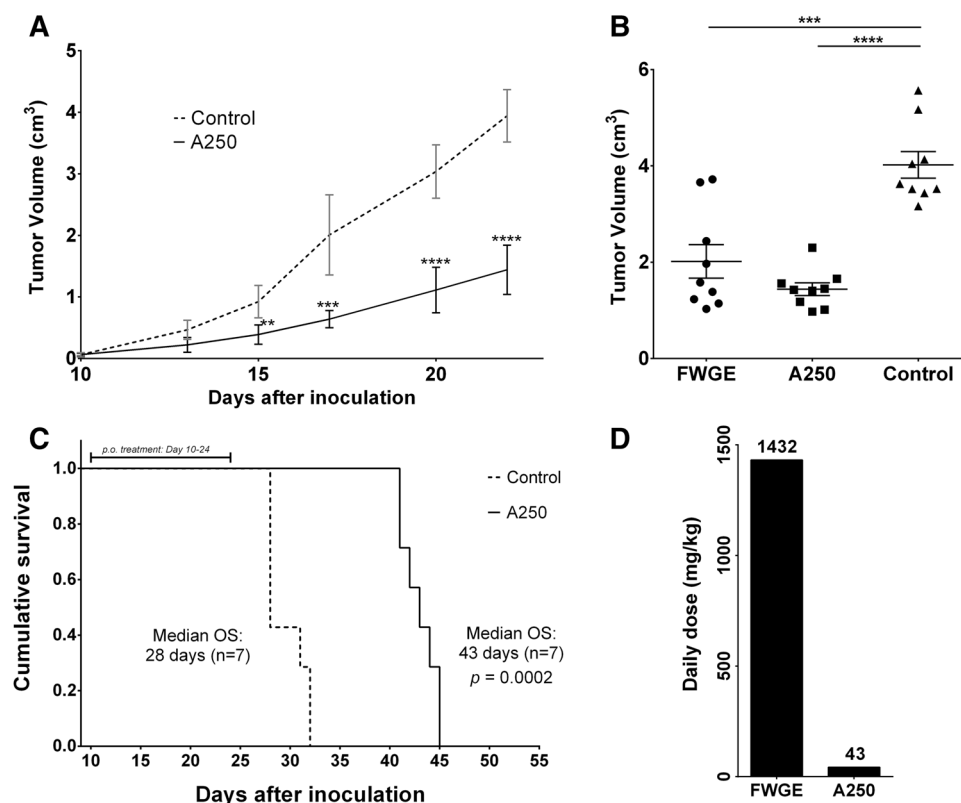 A
Tumor Volume (cm3)
5
4
3
2
1
0
Control
A250
**
***
****
****
10
15
20
Days after inoculation
B
***
****
Tumor Volume (cm3)
6
4
2
0
FWGE
A250
Control
C
p.o. treatment: Day 10-24
Cumulative survival
1.0
0.8
0.6
0.4
0.2
0.0
Control
A250
Median OS:
28 days (n=7)
Median OS:
43 days (n=7)
p = 0.0002
10 15 20 25 30 35 40 45 50 55
Days after inoculation
D
Daily dose (mg/kg)
1500
1000
500
0
1432
43
FWGE
A250